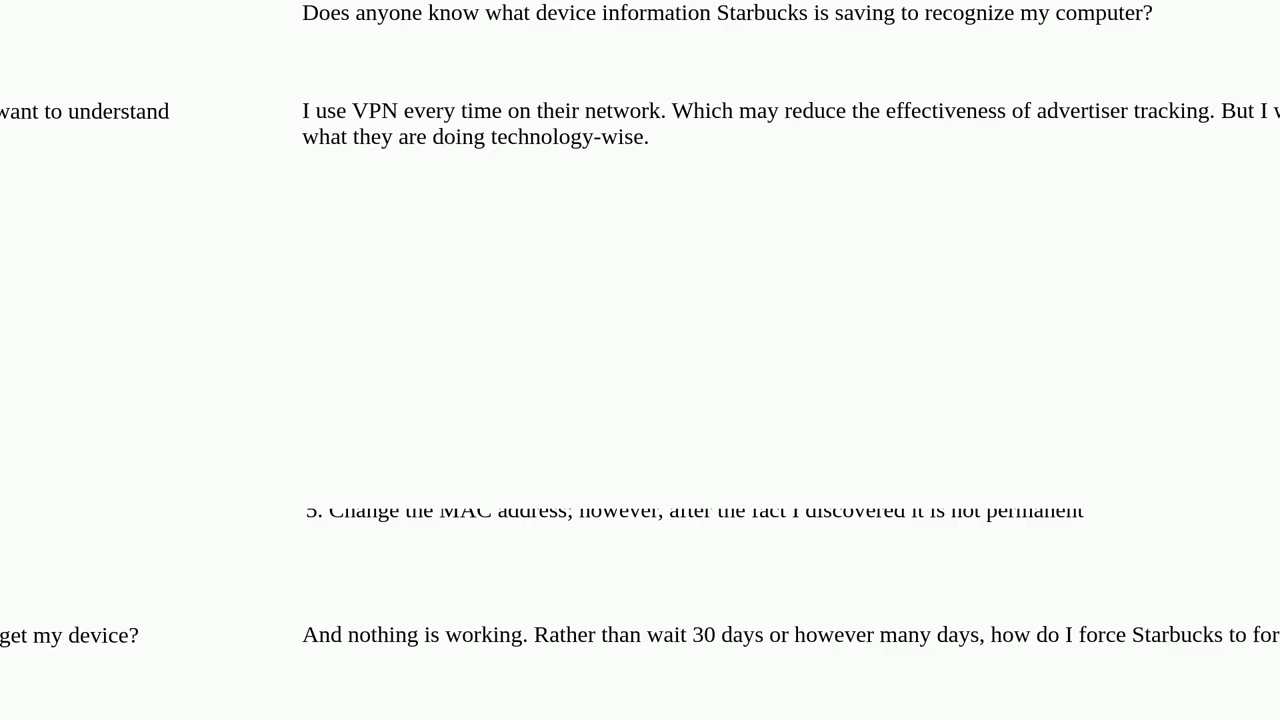 Does anyone know what device information Starbucks is saving to recognize my computer?
want to understand
I use VPN every time on their network. Which may reduce the effectiveness of advertiser tracking. But I
what they are doing technology-wise.
5. Change the MAC address; however, after the fact I discovered it is not permanent
get my device?
And nothing is working. Rather than wait 30 days or however many days, how do I force Starbucks to for